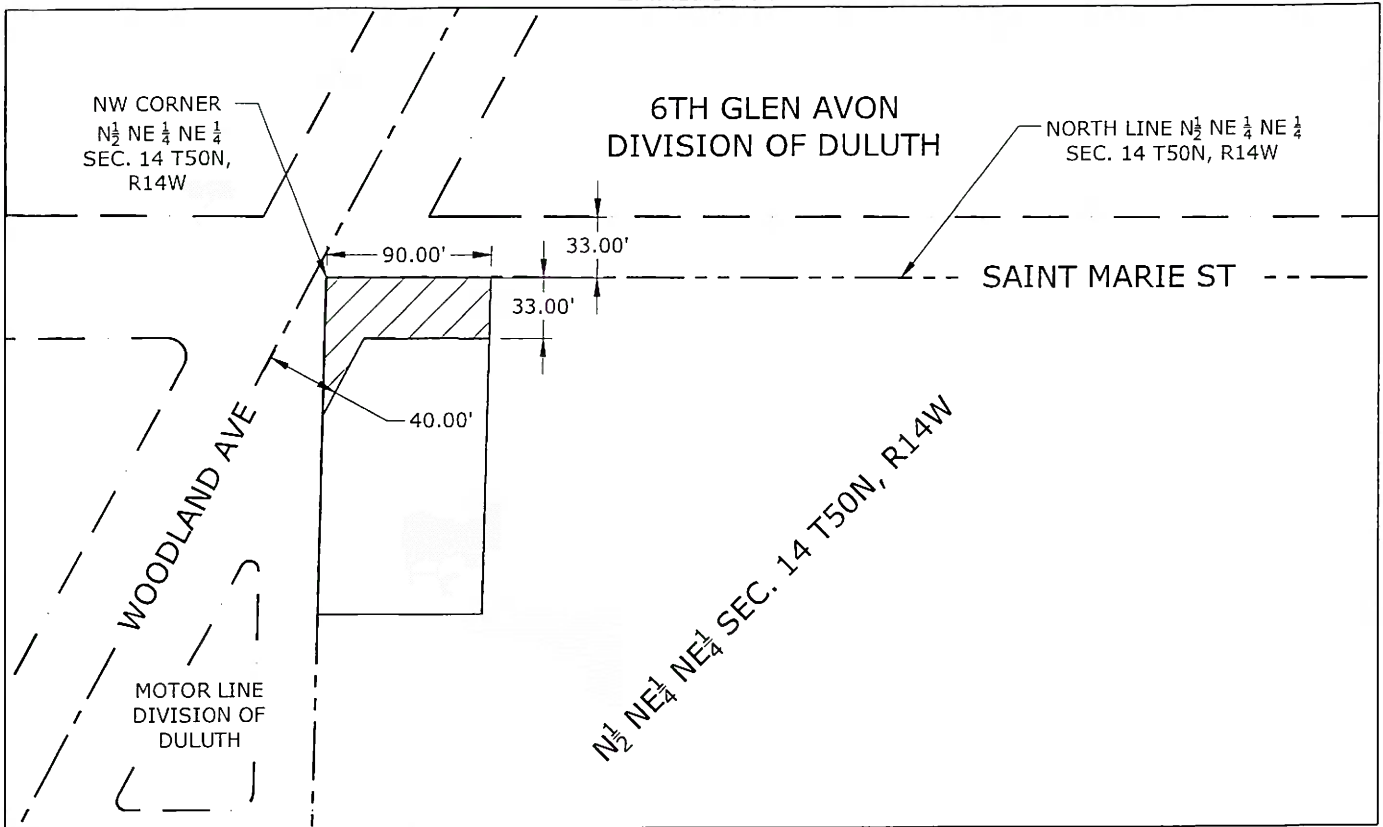 NW CORNER
N½ NE ¼ NE ¼
SEC. 14 T50N,
R14W
6TH GLEN AVON
DIVISION OF DULUTH
NORTH LINE N½ NE ¼ NE ¼
SEC. 14 T50N, R14W
90.00'
33.00'
SAINT MARIE ST
33.00'
40.00'
WOODLAND AVE
N½ NE¼ NE¼ SEC. 14 T50N, R14W
MOTOR LINE
DIVISION OF
DULUTH